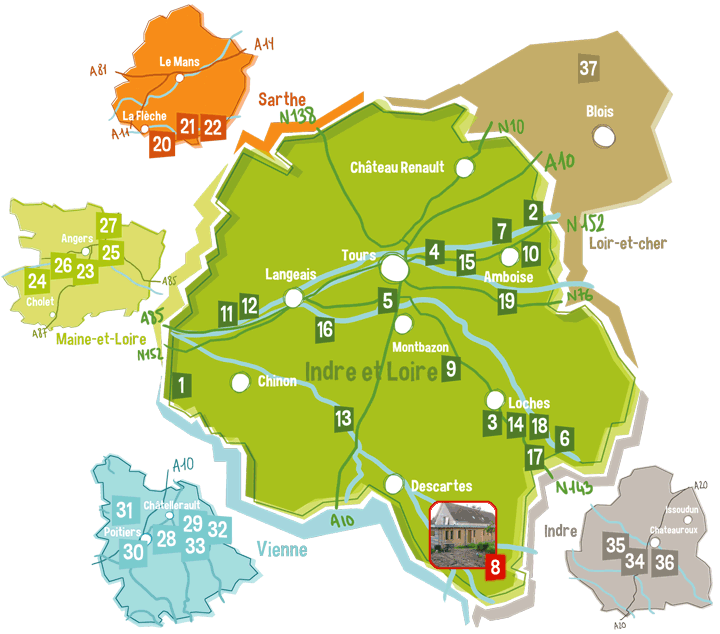 Le Mans
A81
A14
La Flèche
A11
20
21
22
Sarthe
N138
37
Blois
N10
A10
Château Renault
2
N152
7
Loir-et-cher
27
Angers
25
26
23
24
Cholet
A85
A87
Maine-et-Loire
Tours
4
15
10
Amboise
Langeais
12
11
5
19
N76
A85
N152
16
Montbazon
Indre et Loire
9
1
Chinon
Loches
13
3
14
18
6
17
N143
Descartes
A10
8
A10
31
Châtellerault
Poitiers
29
32
28
30
33
Vienne
Indre
A20
Issoudun
Chateauroux
35
34
36
A20